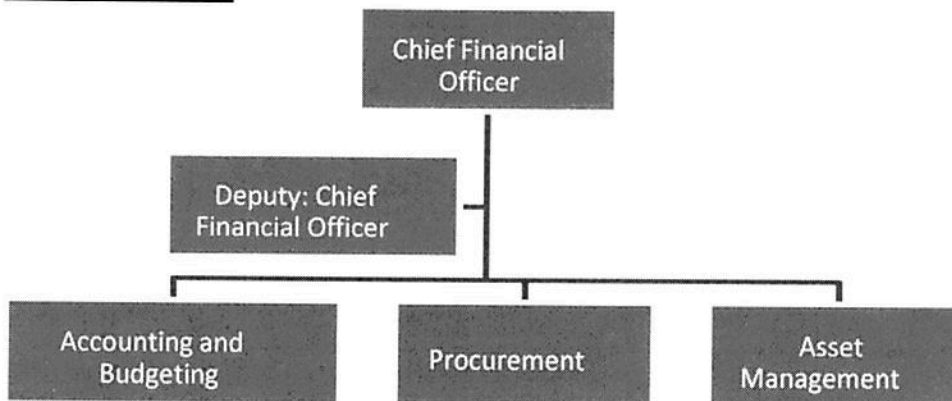 Chief Financial
Officer
Deputy: Chief
Financial Officer
Accounting and
Budgeting
Procurement
Asset
Management